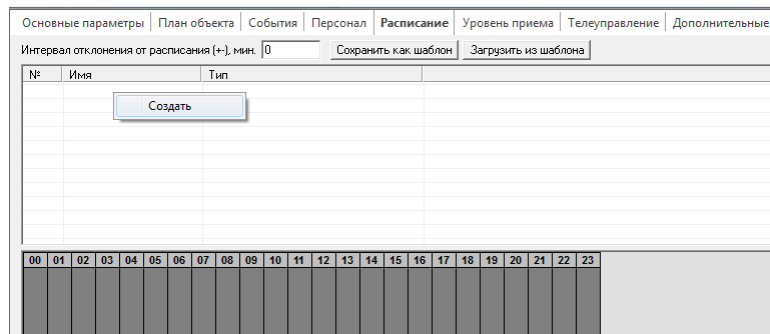 Основные параметры План объекта События Персонал Расписание Уровень приема Телеуправление Дополнительные
Интервал отклонения от расписания (+-), мин. 0 Сохранить как шаблон Загрузить из шаблона
№ Имя Тип
Создать
00 01 02 03 04 05 06 07 08 09 10 11 12 13 14 15 16 17 18 19 20 21 22 23